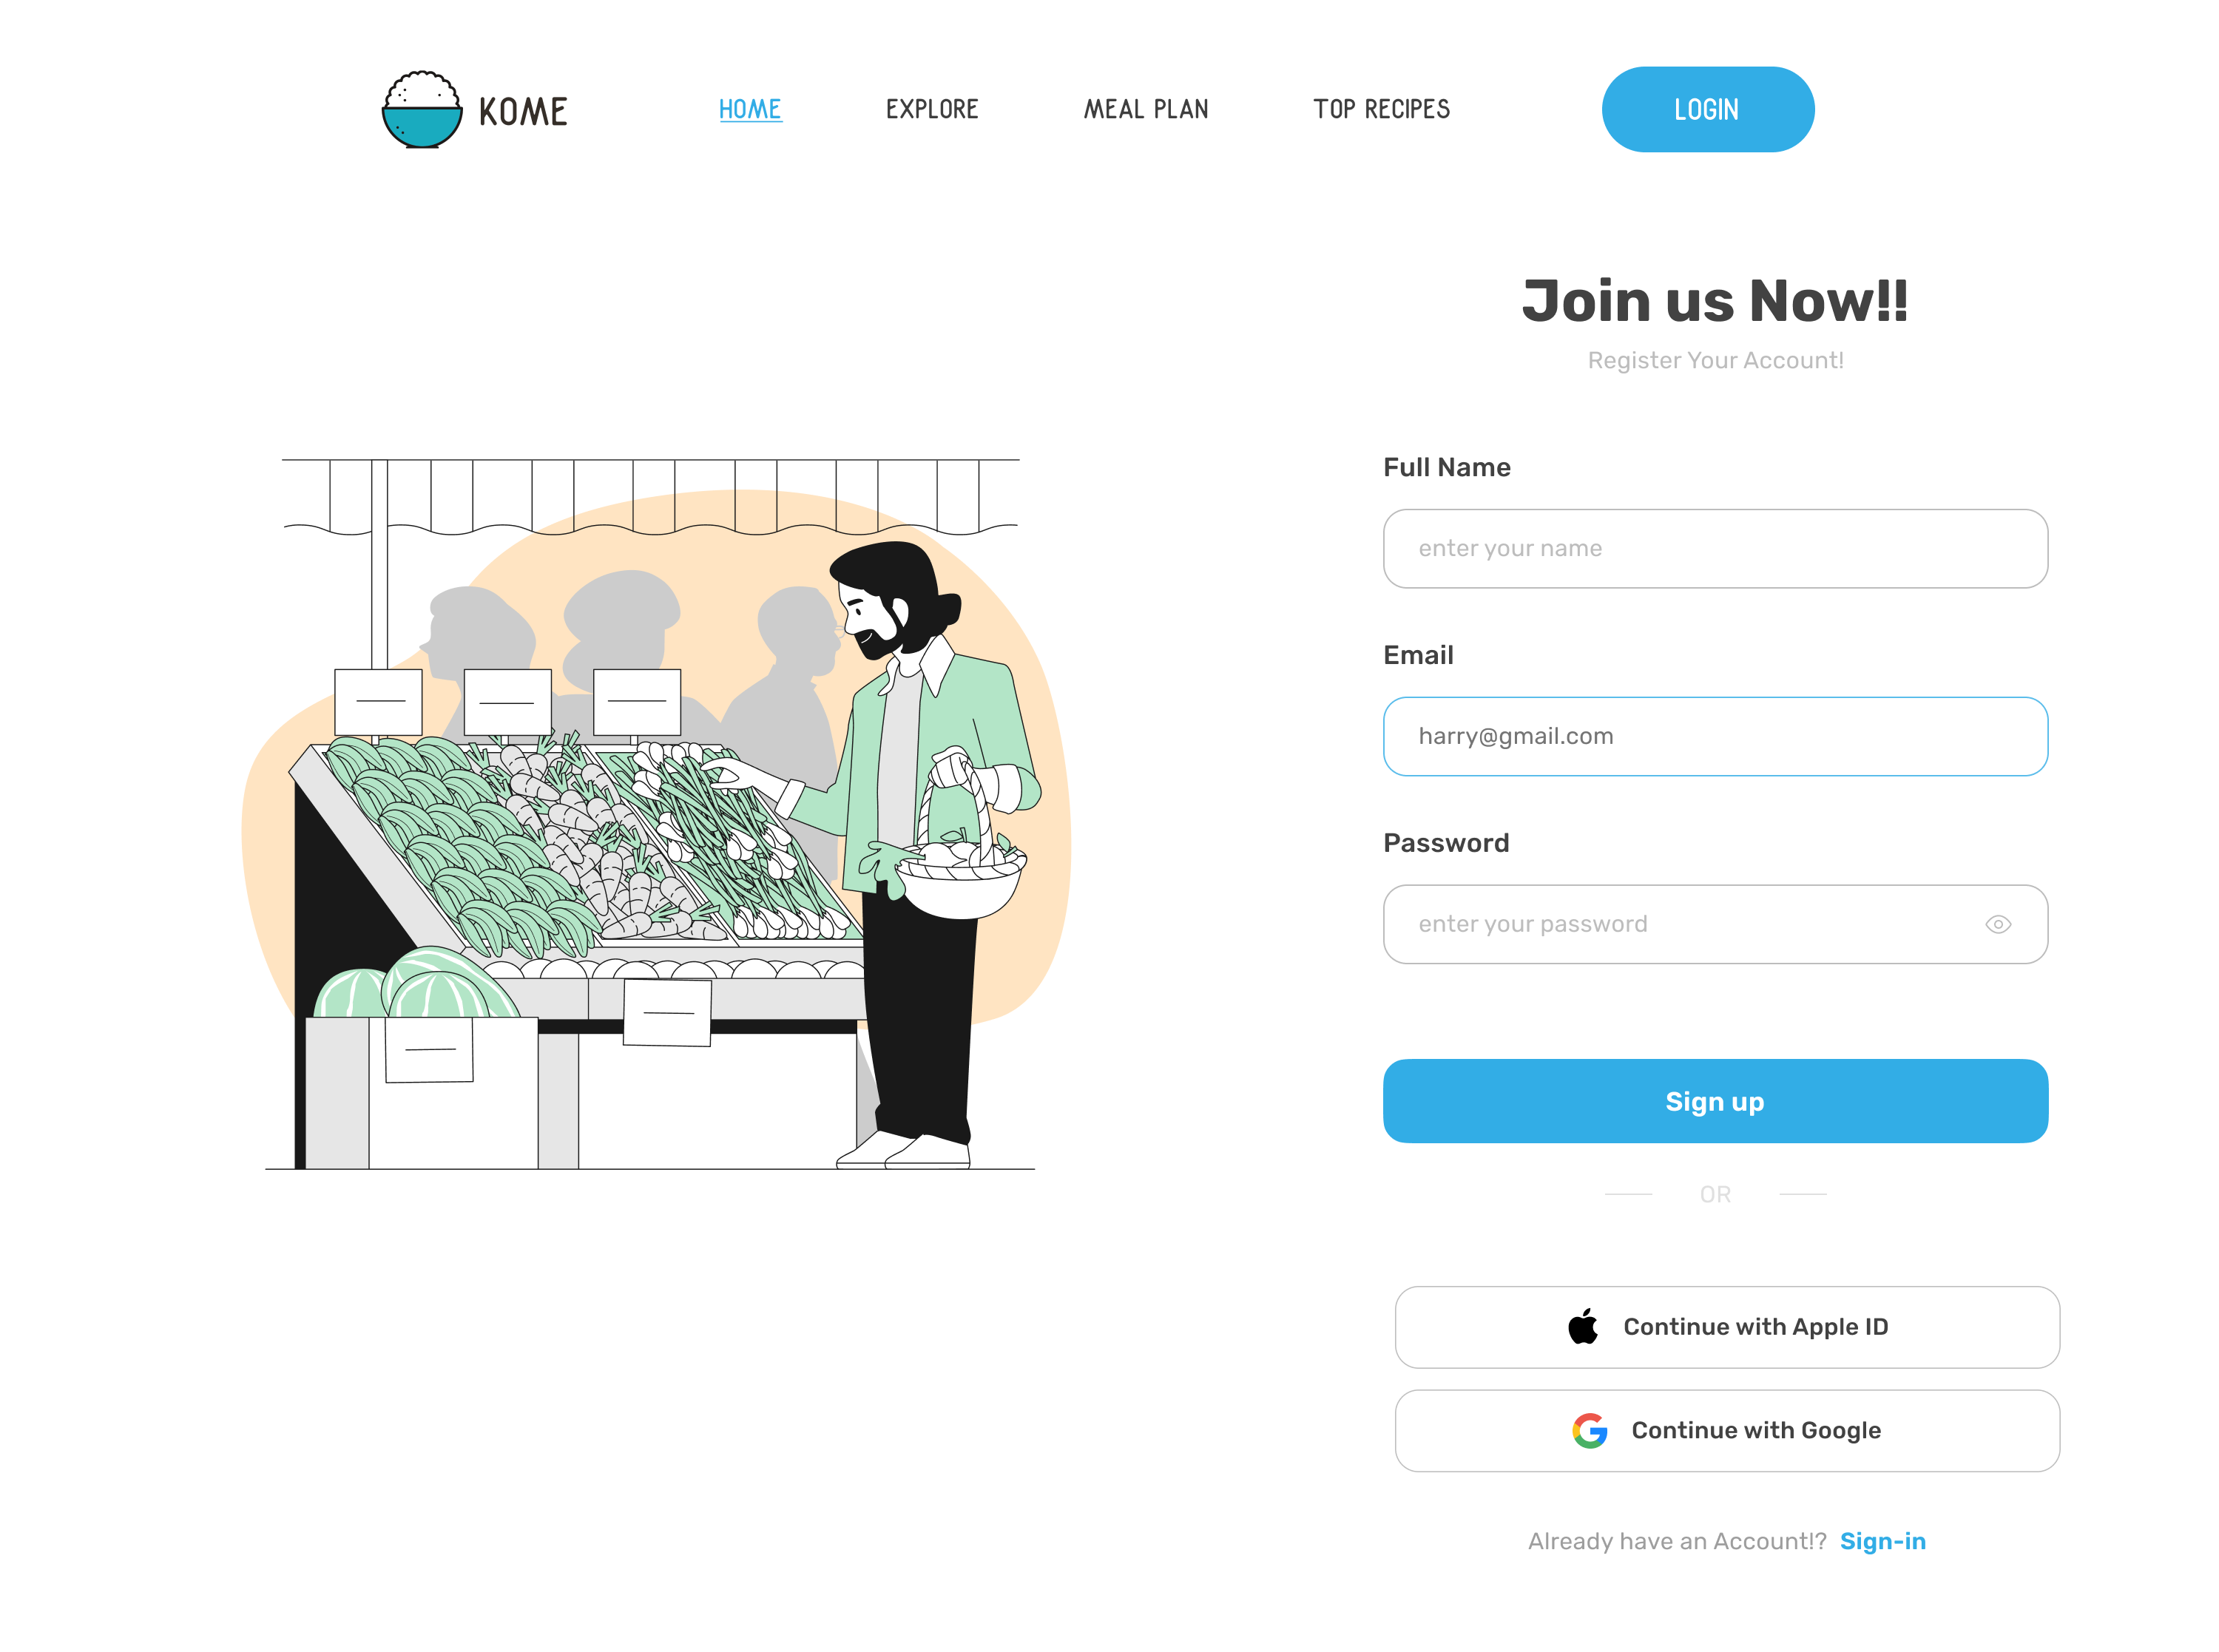 KOME
HOME
EXPLORE
MEAL PLAN
TOP RECIPES
LOGIN
Join us Now!!
Register Your Account!
Full Name
enter your name
Email
harry@gmail.com
Password
enter your password
Sign up
OR
Continue with Apple ID
Continue with Google
Already have an Account!? Sign-in